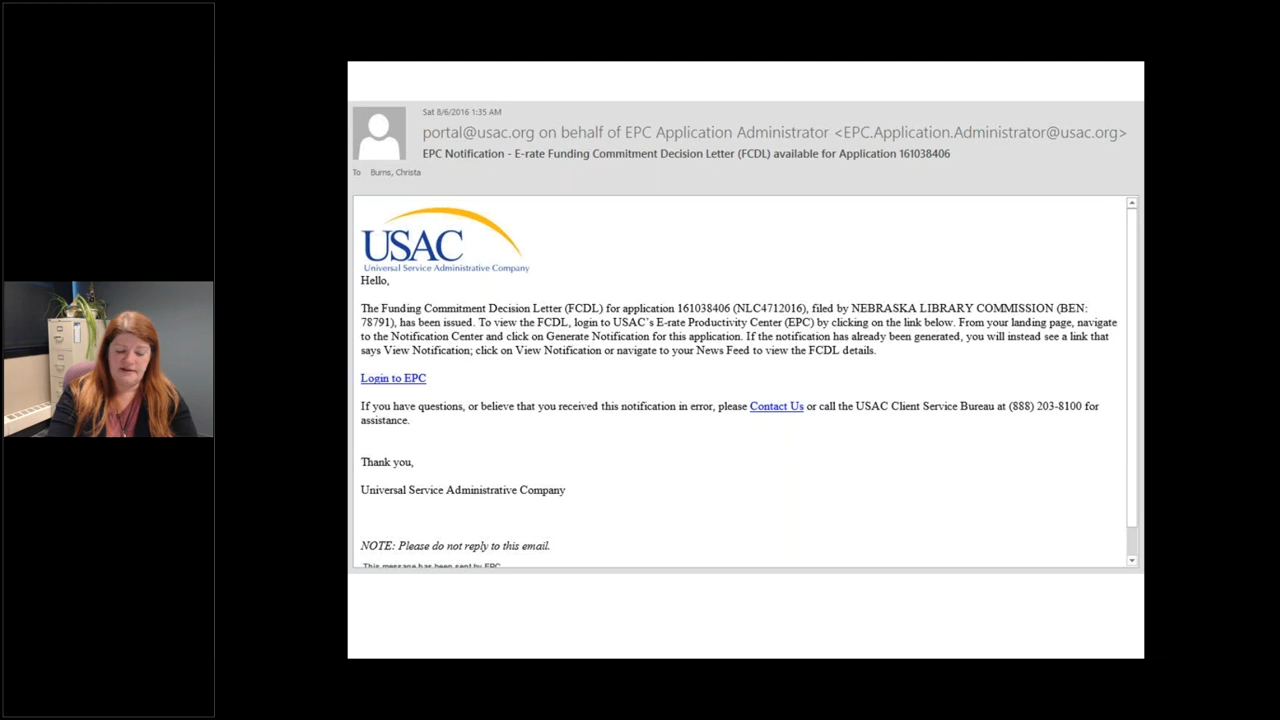 Sat 8/6/2016 1:35 AM
portal@usac.org on behalf of EPC Application Administrator <EPC.Application.Administrator@usac.org>
EPC Notification - E-rate Funding Commitment Decision Letter (FCDL) available for Application 161038406
To Burns, Christa
USAC
Universal Service Administrative Company
Hello,
The Funding Commitment Decision Letter (FCDL) for application 161038406 (NLC4712016), filed by NEBRASKA LIBRARY COMMISSION (BEN:
78791), has been issued. To view the FCDL, login to USAC's E-rate Productivity Center (EPC) by clicking on the link below. From your landing page, navigate
to the Notification Center and click on Generate Notification for this application. If the notification has already been generated, you will instead see a link that
says View Notification; click on View Notification or navigate to your News Feed to view the FCDL details.
Login to EPC
If you have questions, or believe that you received this notification in error, please Contact Us or call the USAC Client Service Bureau at (888) 203-8100 for
assistance.
Thank you,
Universal Service Administrative Company
NOTE: Please do not reply to this email.
This message has been sent by EPC